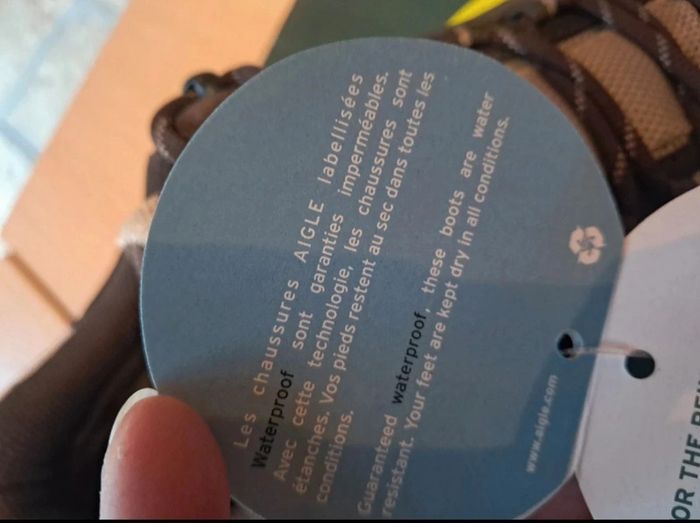 Les chaussures AIGLE labellisées
Waterproof sont garanties imperméables.
Avec cette technologie, les chaussures sont
étanches. Vos pieds restent au sec dans toutes les
conditions.
Guaranteed waterproof, these boots are water
resistant. Your feet are kept dry in all conditions.
www.aigle.com
OR THE